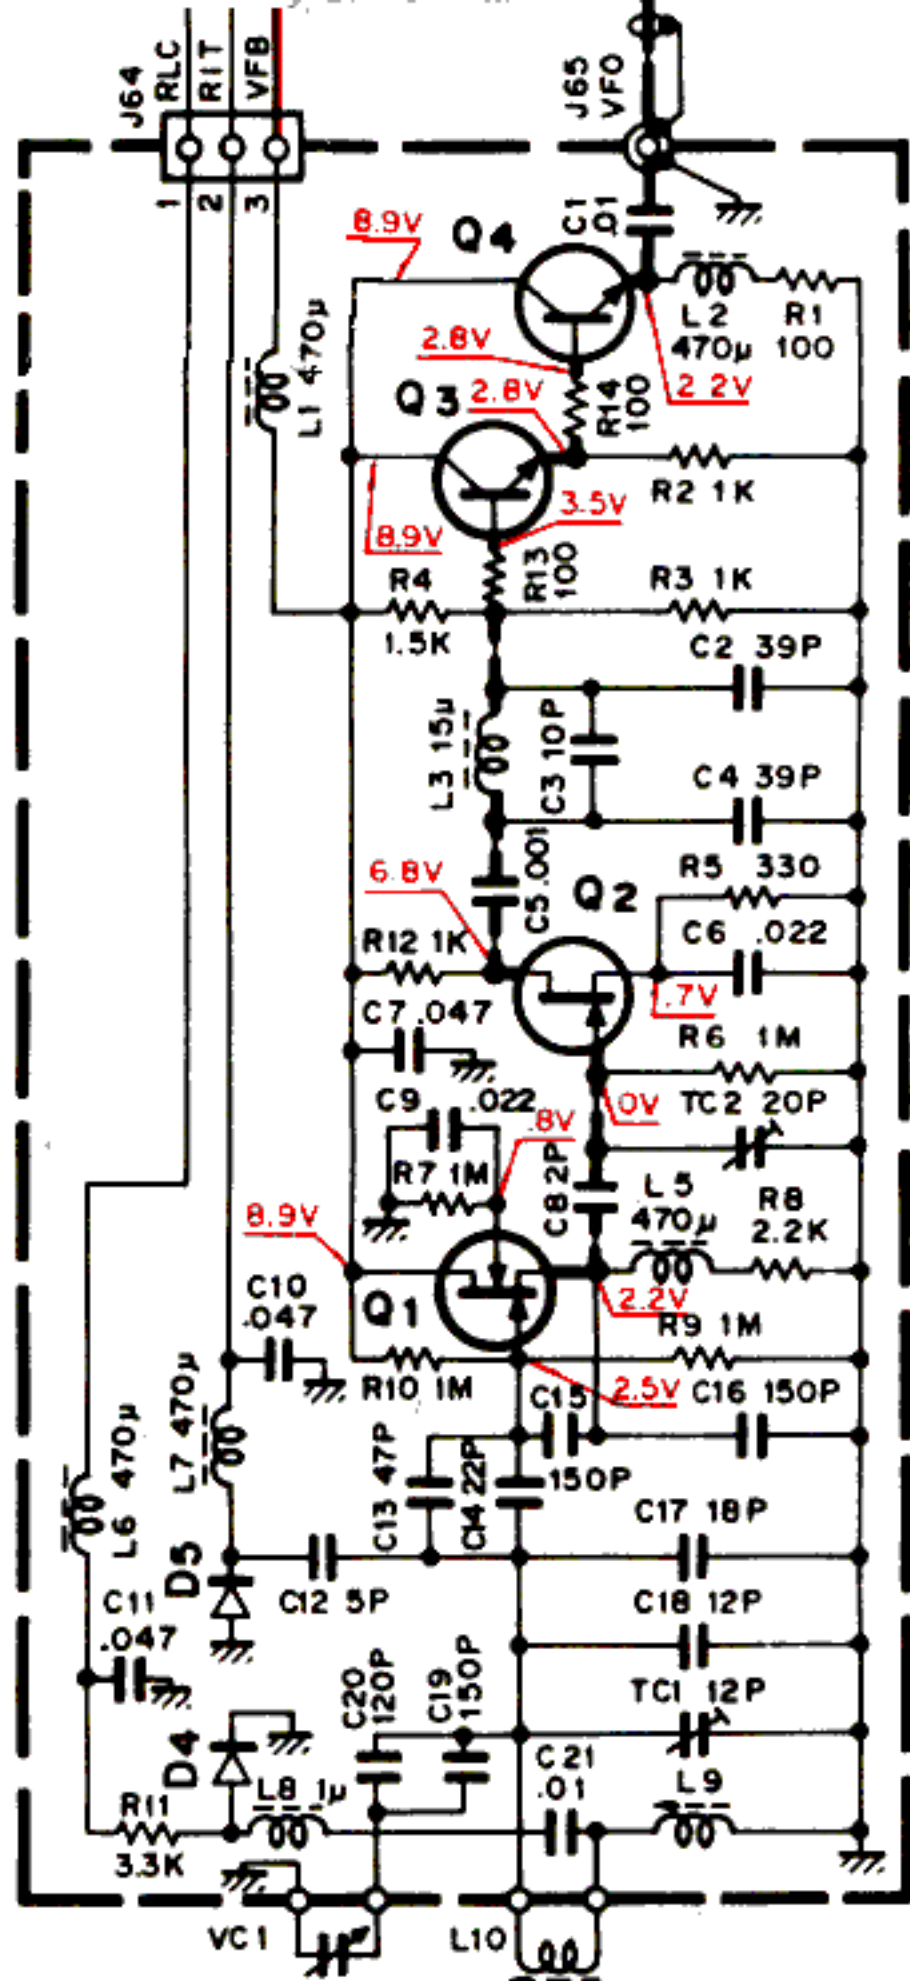 J64
RLC
RIT
VFB
J65
VFO
1
2
3
8.9V
Q4
C1
.01
L2
470μ
R1
100
2.8V
2.2V
L1 470μ
R14
100
Q3
2.8V
R2 1K
3.5V
8.9V
R13
100
R4
1.5K
R3 1K
C2 39P
L3 15μ
C3 10P
C4 39P
6.8V
C5 .001
Q2
R5 330
R12 1K
C6 .022
.7V
C7 .047
R6 1M
C9 .022
0V
TC2 20P
.8V
R7 1M
C8 2P
L5
470μ
R8
2.2K
8.9V
C10
.047
Q1
2.2V
R9 1M
R10 1M
2.5V
C15
150P
C16 150P
L7 470μ
L6 470μ
C13 47P
C14 22P
C17 18P
D5
C12 5P
C18 12P
C11
.047
C20
120P
C19
150P
TC1 12P
D4
L8 1μ
C21
.01
L9
R11
3.3K
VC1
L10